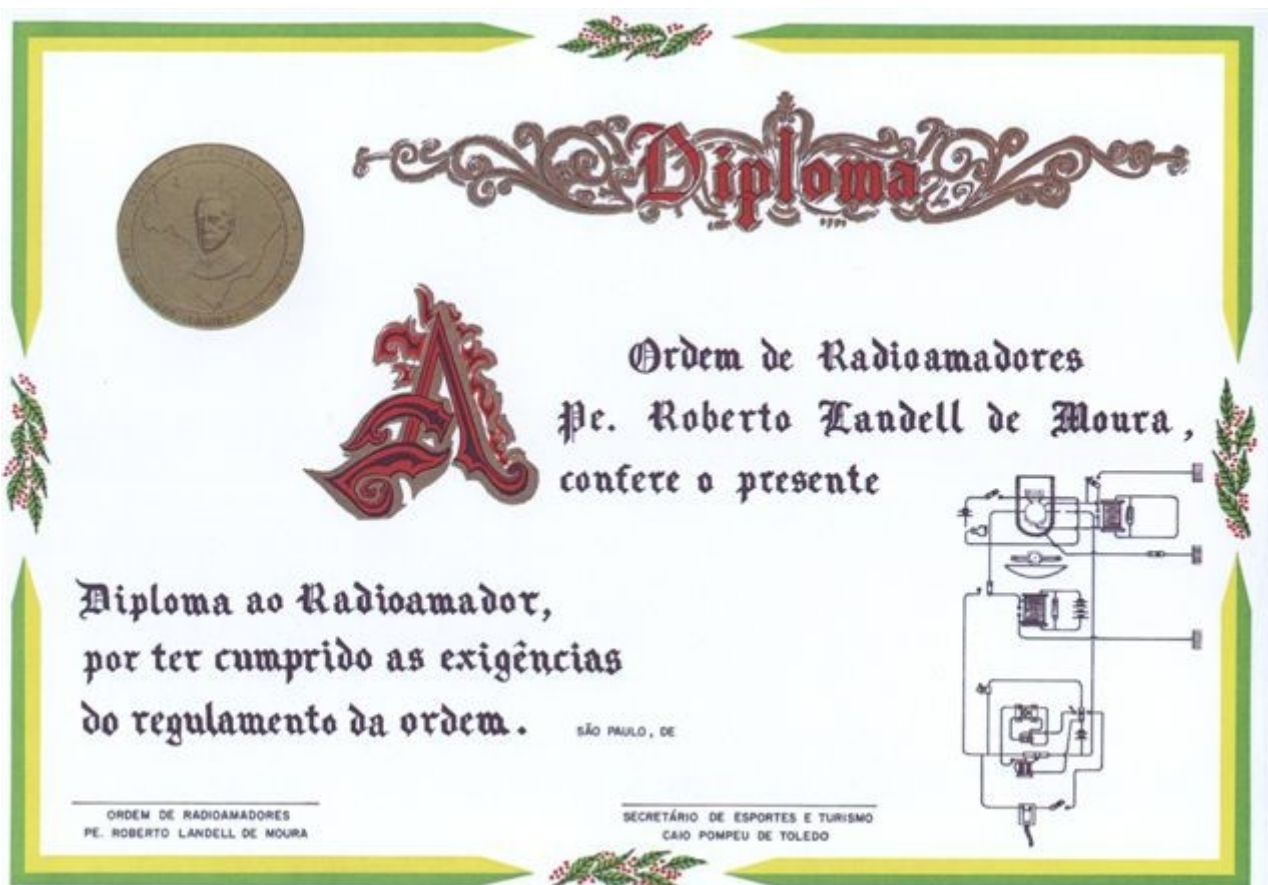 Diploma
A Ordem de Radioamadores
Pe. Roberto Landell de Moura,
confere o presente
Diploma ao Radioamador,
por ter cumprido as exigências
do regulamento da ordem.
SÃO PAULO, DE
ORDEM DE RADIOAMADORES
PE. ROBERTO LANDELL DE MOURA
SECRETÁRIO DE ESPORTES E TURISMO
CAIO POMPEU DE TOLEDO